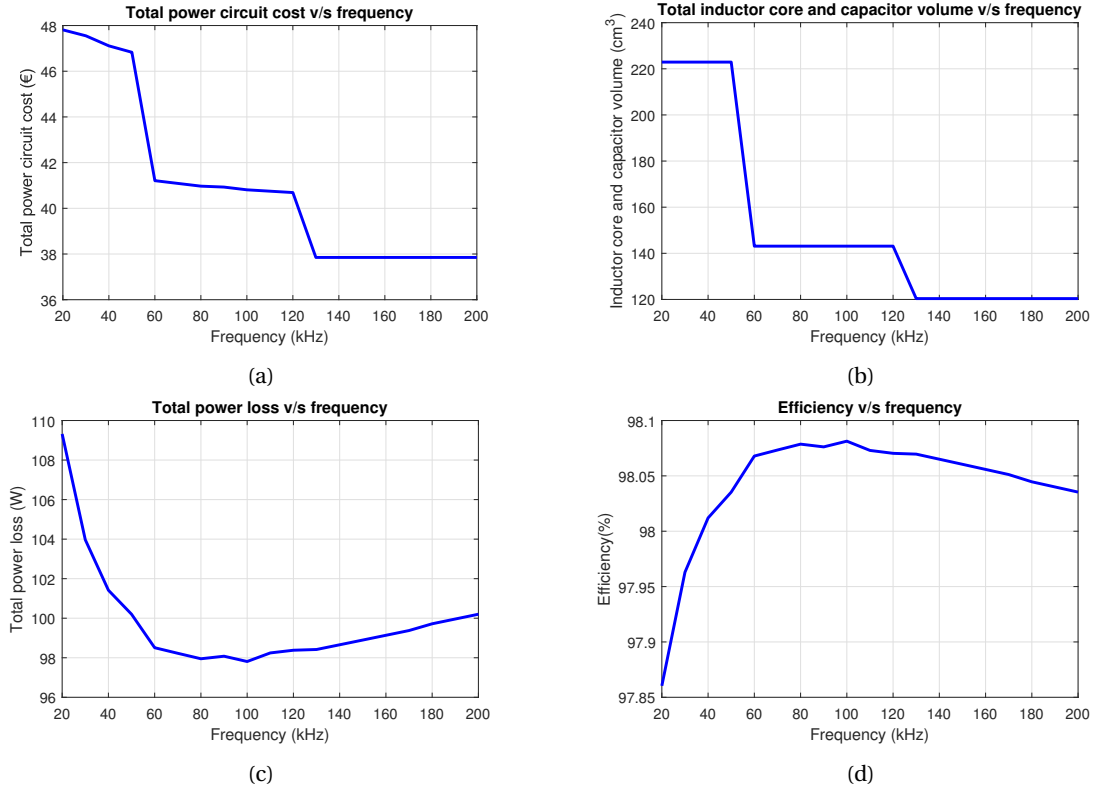 Total power circuit cost v/s frequency
Total power circuit cost (€)
48
46
44
42
40
38
36
20 40 60 80 100 120 140 160 180 200
Frequency (kHz)
(a)
Total inductor core and capacitor volume v/s frequency
Inductor core and capacitor volume (cm³)
240
220
200
180
160
140
120
20 40 60 80 100 120 140 160 180 200
Frequency (kHz)
(b)
Total power loss v/s frequency
Total power loss (W)
110
108
106
104
102
100
98
96
20 40 60 80 100 120 140 160 180 200
Frequency (kHz)
(c)
Efficiency v/s frequency
Efficiency(%)
98.1
98.05
98
97.95
97.9
97.85
20 40 60 80 100 120 140 160 180 200
Frequency (kHz)
(d)